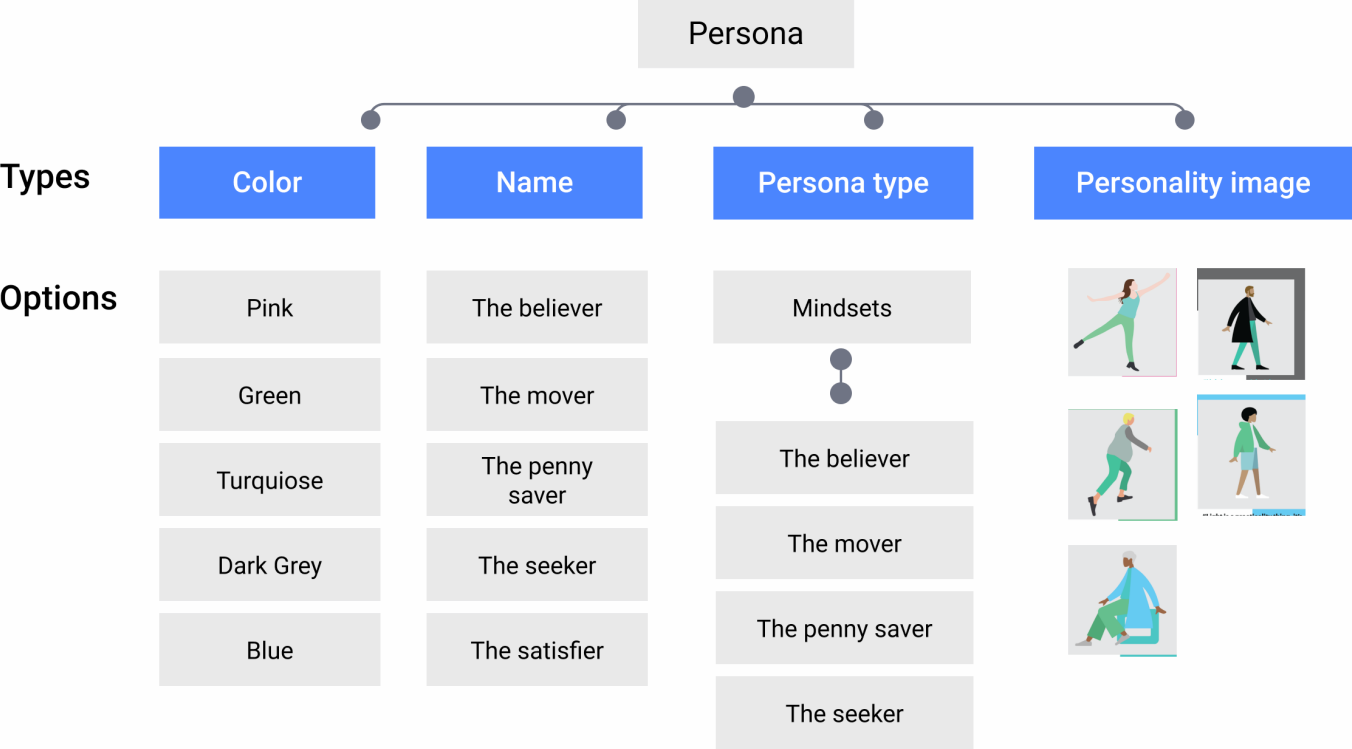 Persona
Types
Color
Name
Persona type
Personality image
Options
Pink
The believer
Mindsets
Green
The mover
The believer
Turquiose
The penny
saver
The mover
Dark Grey
The seeker
The penny saver
Blue
The satisfier
The seeker